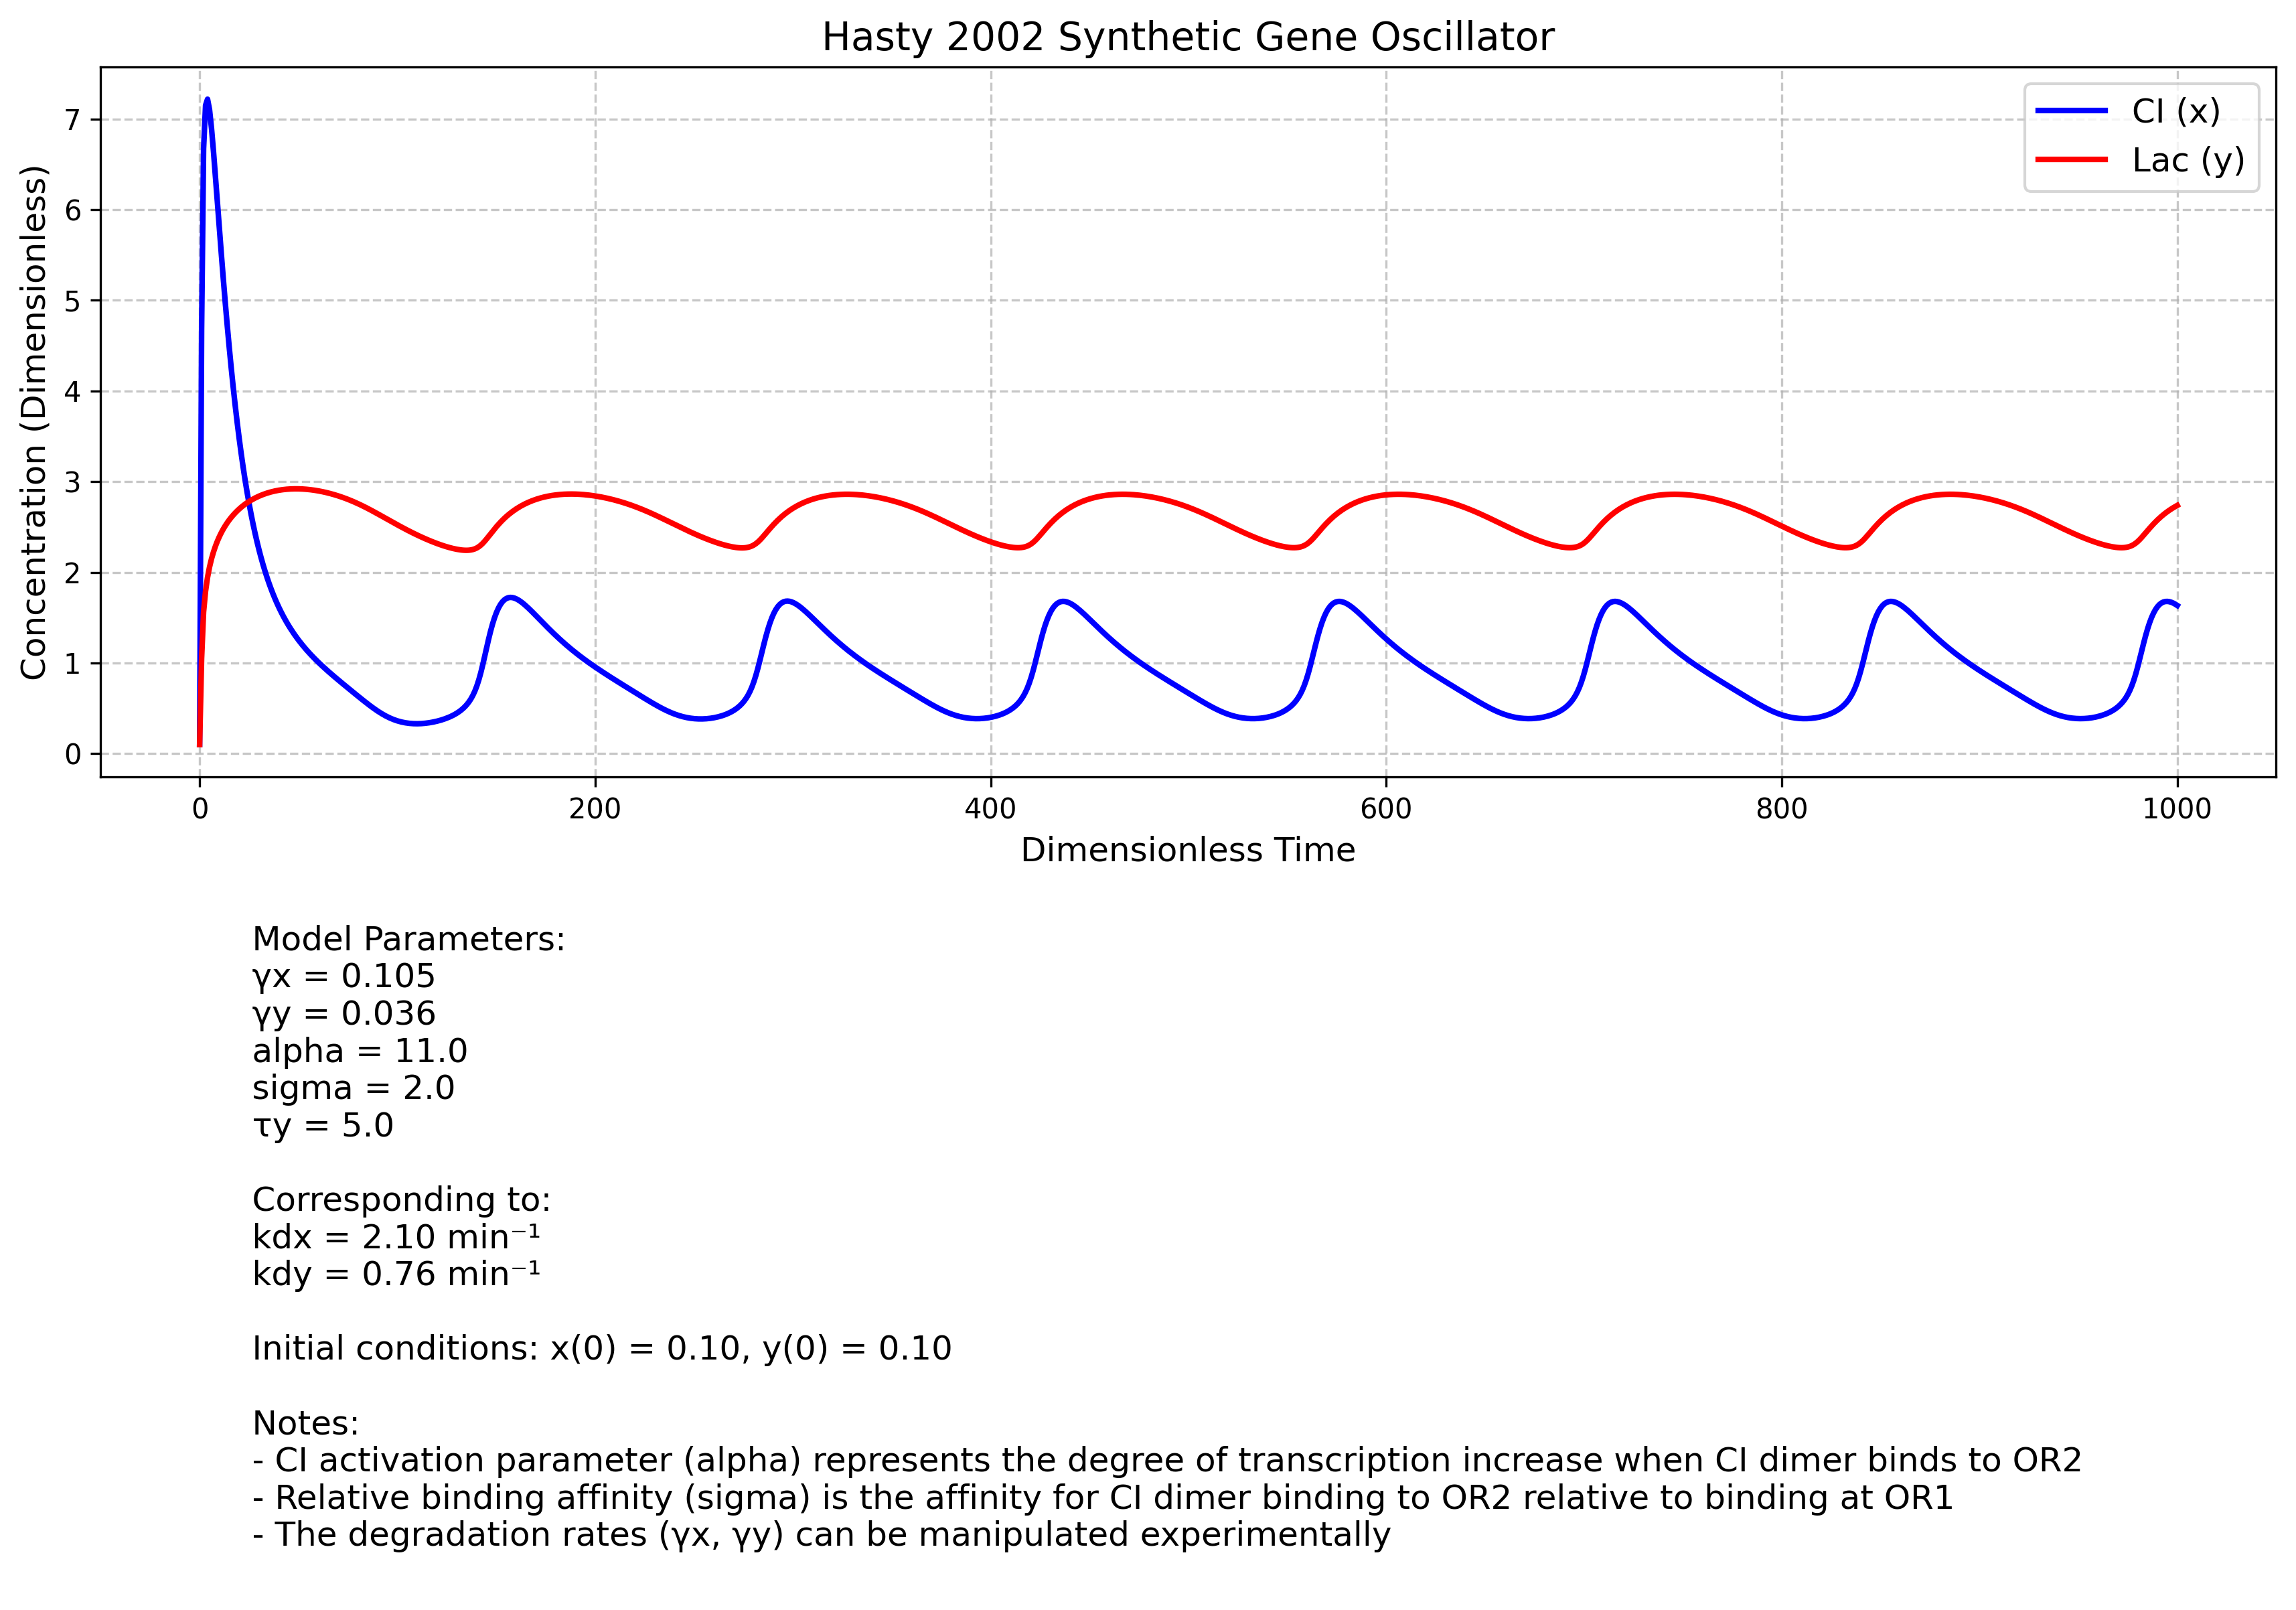 Hasty 2002 Synthetic Gene Oscillator
CI (x)
Lac (y)
Concentration (Dimensionless)
7
6
5
4
3
2
1
0
0 200 400 600 800 1000
Dimensionless Time
Model Parameters:
γx = 0.105
γy = 0.036
alpha = 11.0
sigma = 2.0
τy = 5.0
Corresponding to:
kdx = 2.10 min⁻¹
kdy = 0.76 min⁻¹
Initial conditions: x(0) = 0.10, y(0) = 0.10
Notes:
- CI activation parameter (alpha) represents the degree of transcription increase when CI dimer binds to OR2
- Relative binding affinity (sigma) is the affinity for CI dimer binding to OR2 relative to binding at OR1
- The degradation rates (γx, γy) can be manipulated experimentally